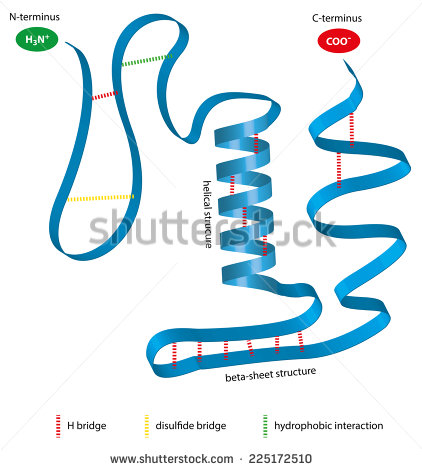 N-terminus
H₃N⁺
C-terminus
COO⁻
helical structure
shutterstock
beta-sheet structure
H bridge
disulfide bridge
hydrophobic interaction
www.shutterstock.com · 225172510